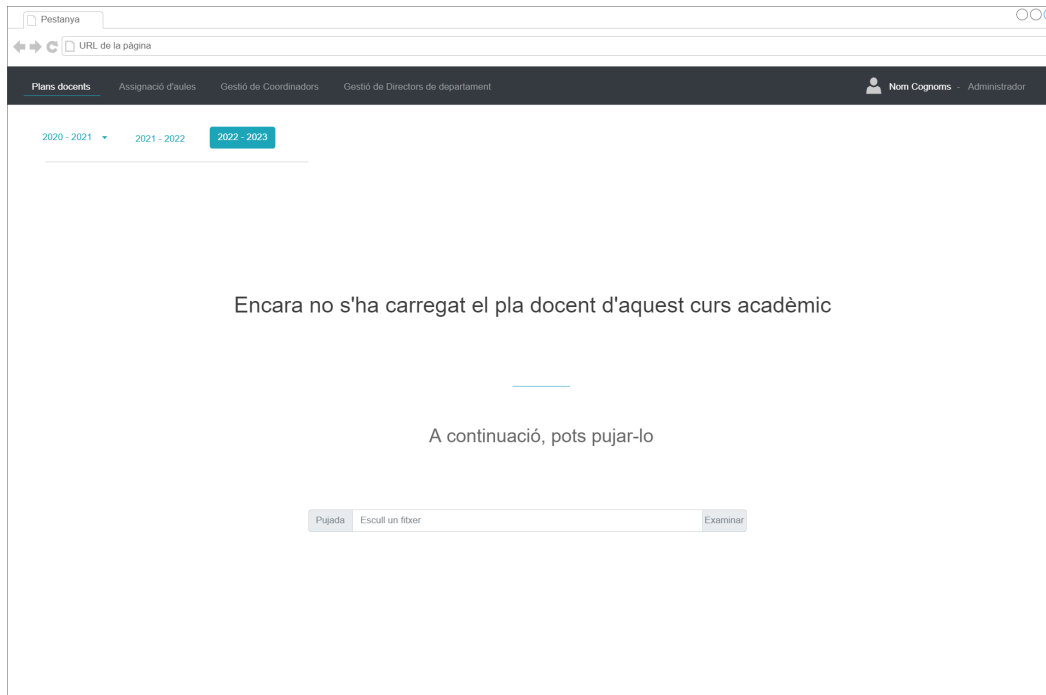 Pestanya
URL de la pàgina
Plans docents Assignació d'aules Gestió de Coordinadors Gestió de Directors de departament Nom Cognoms - Administrador
2020 - 2021 2021 - 2022 2022 - 2023
Encara no s'ha carregat el pla docent d'aquest curs acadèmic
A continuació, pots pujar-lo
Pujada Escull un fitxer Examinar